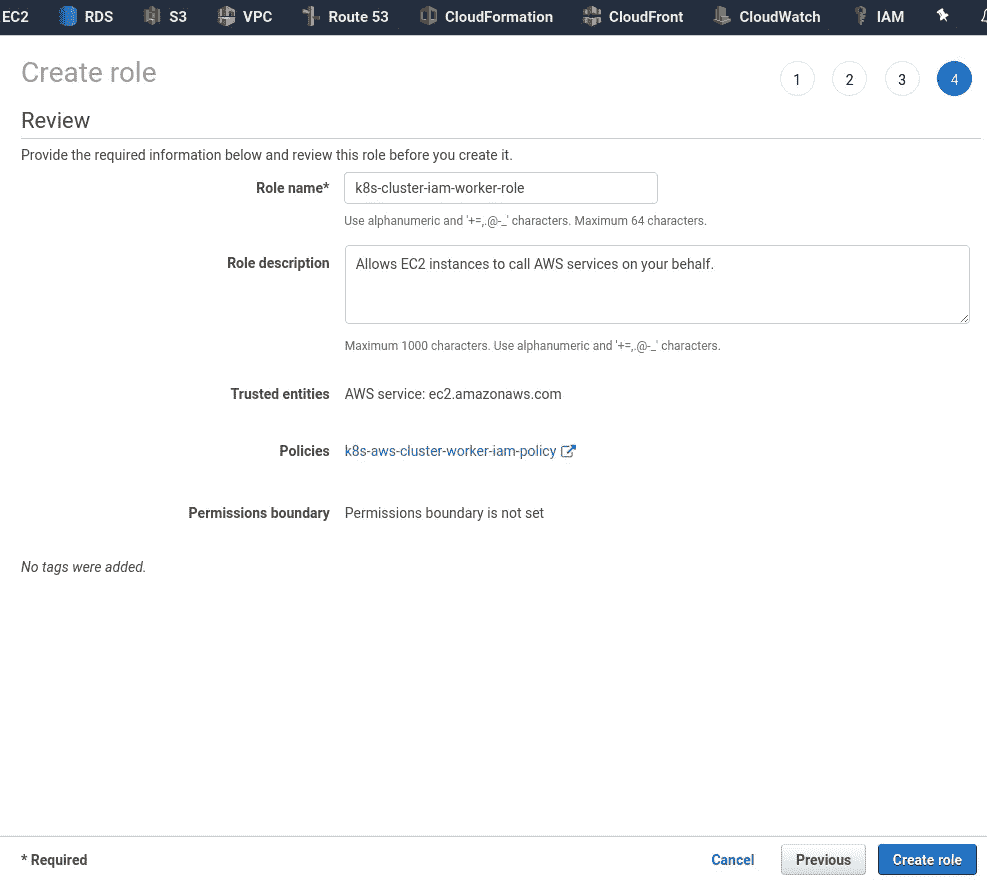 EC2 RDS S3 VPC Route 53 CloudFormation CloudFront CloudWatch IAM
Create role
1 2 3 4
Review
Provide the required information below and review this role before you create it.
Role name* k8s-cluster-iam-worker-role
Use alphanumeric and '+=,.@-_' characters. Maximum 64 characters.
Role description Allows EC2 instances to call AWS services on your behalf.
Maximum 1000 characters. Use alphanumeric and '+=,.@-_' characters.
Trusted entities AWS service: ec2.amazonaws.com
Policies k8s-aws-cluster-worker-iam-policy
Permissions boundary Permissions boundary is not set
No tags were added.
* Required Cancel Previous Create role